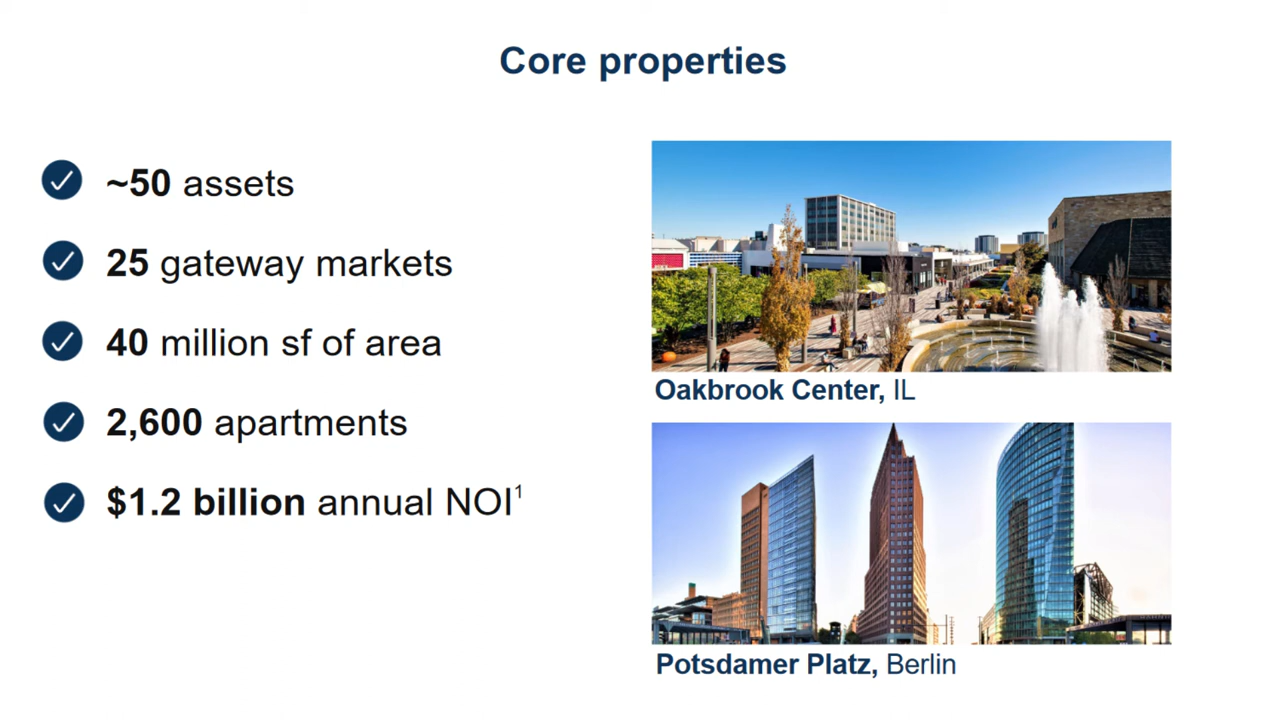 Core properties
~50 assets
25 gateway markets
40 million sf of area
2,600 apartments
$1.2 billion annual NOI¹
Oakbrook Center, IL
Potsdamer Platz, Berlin